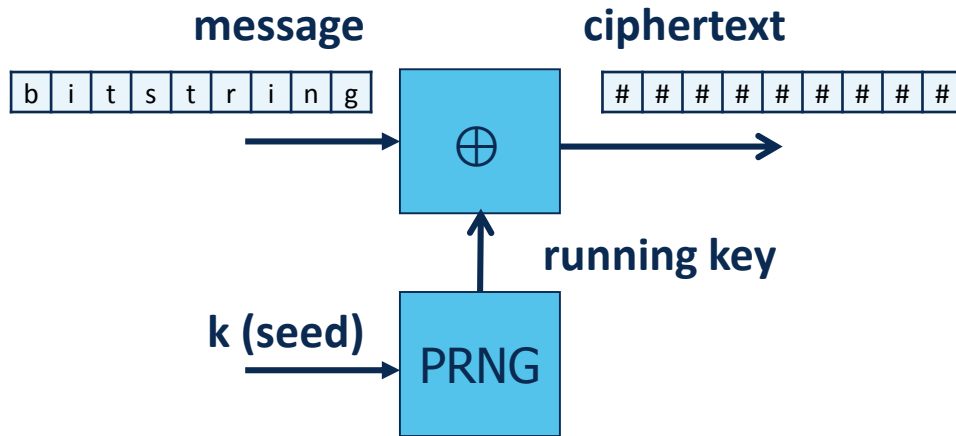 message ciphertext
b i t s t r i n g # # # # # # # # #
⊕
running key
k (seed)
PRNG